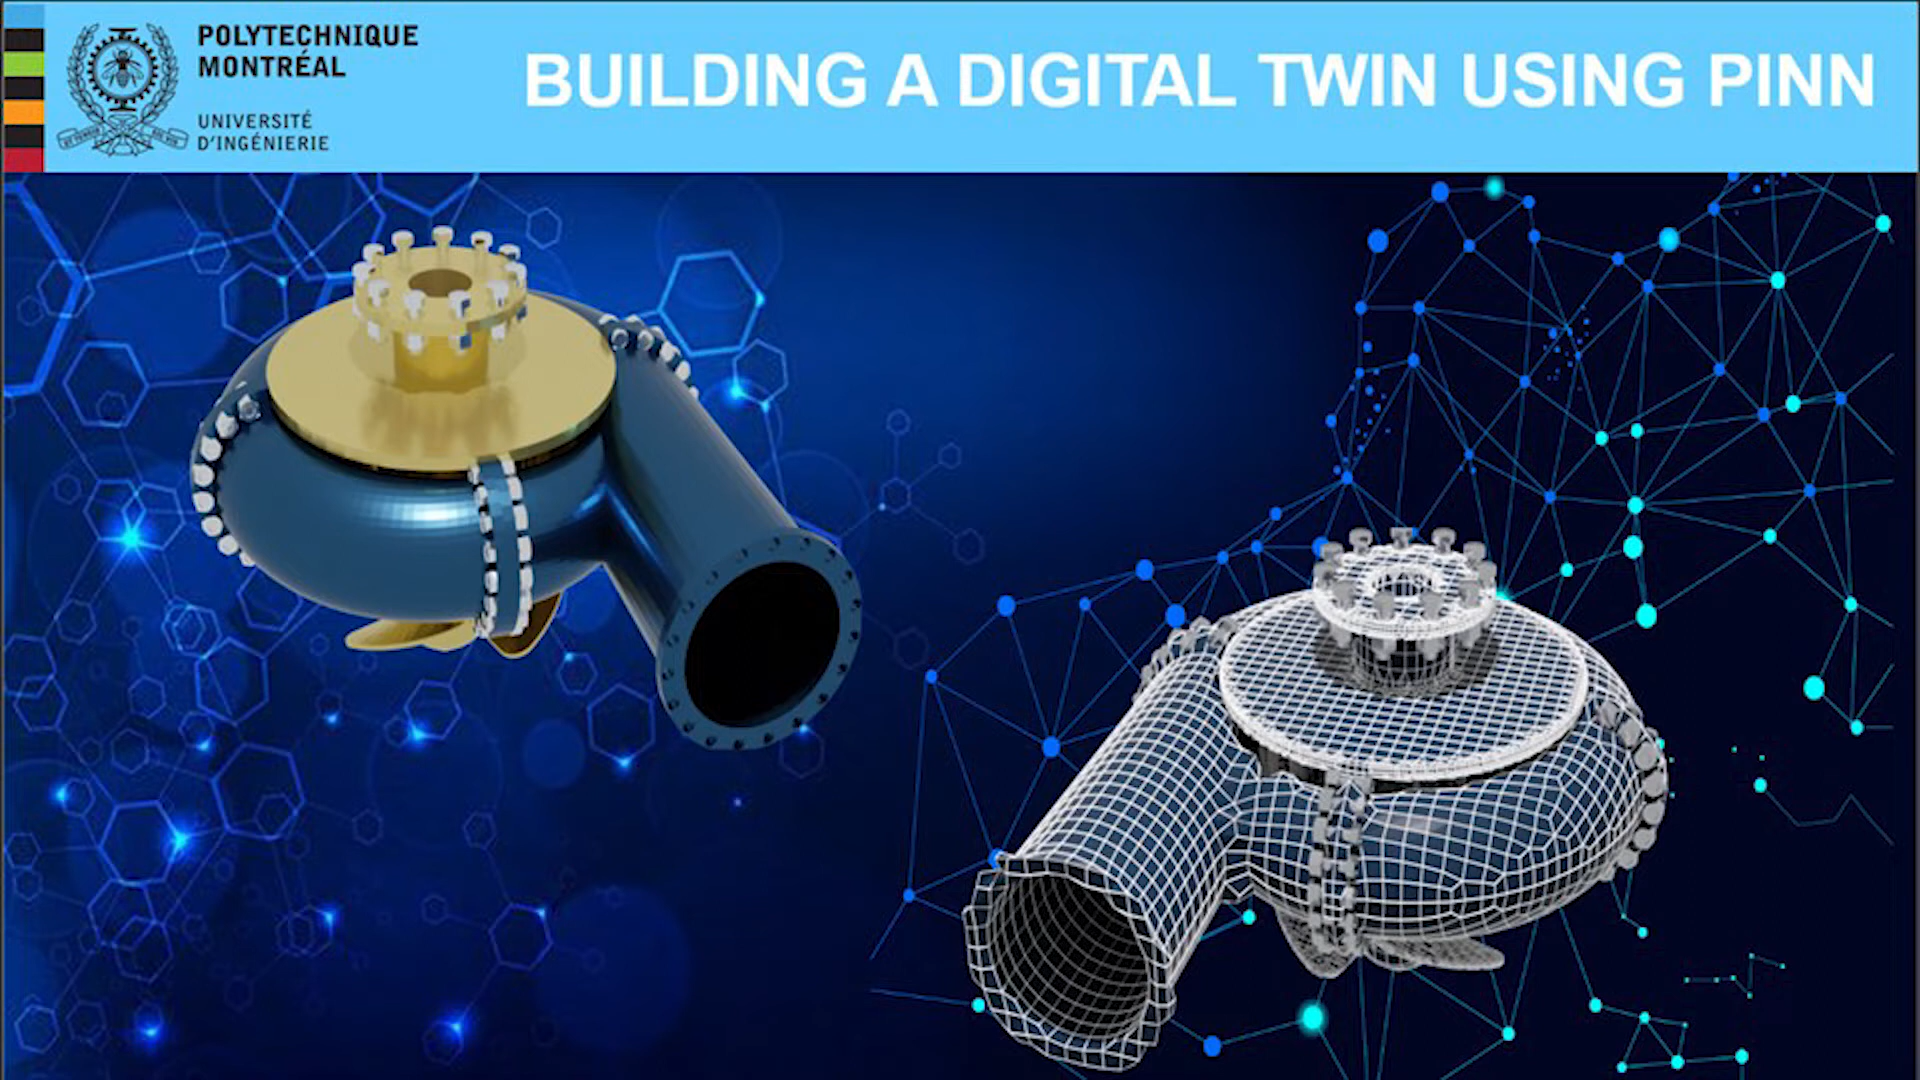 POLYTECHNIQUE
MONTRÉAL
UNIVERSITÉ
D'INGÉNIERIE
BUILDING A DIGITAL TWIN USING PINN